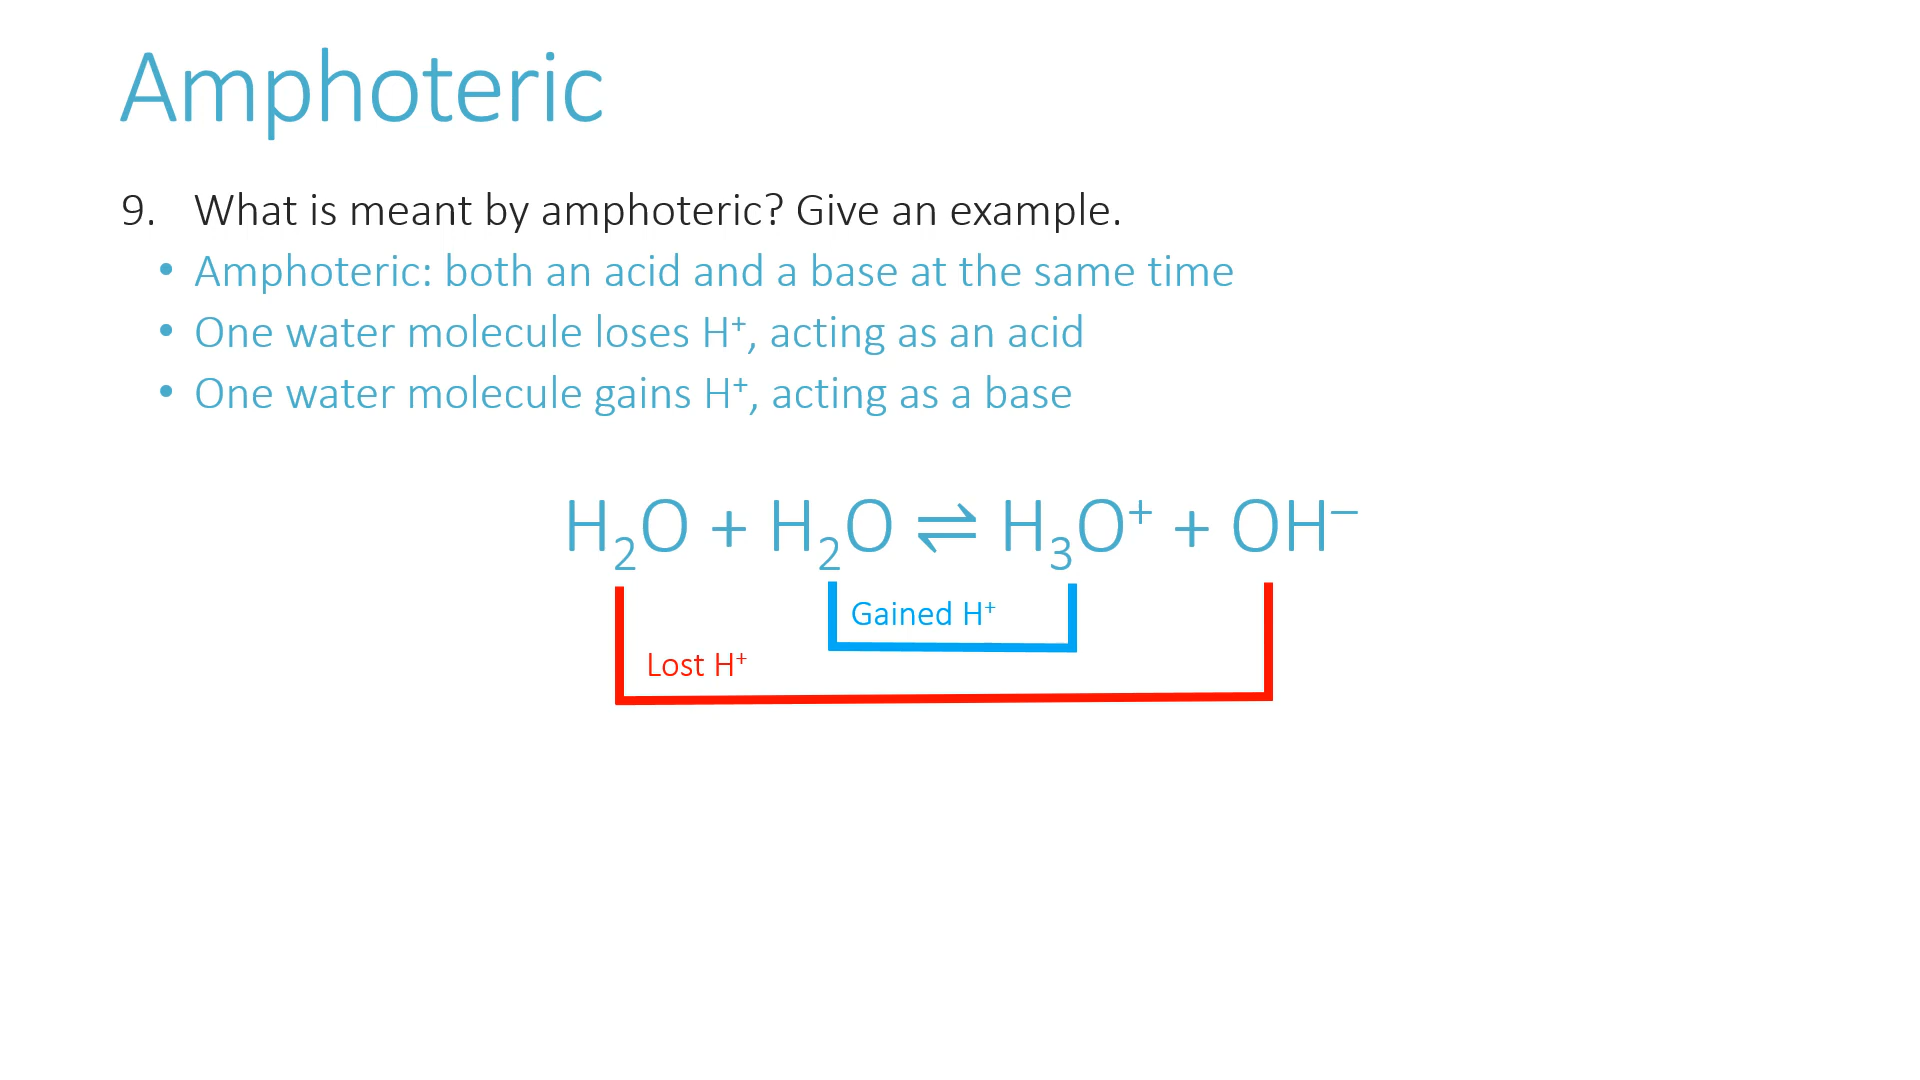 Amphoteric
9. What is meant by amphoteric? Give an example.
• Amphoteric: both an acid and a base at the same time
• One water molecule loses H⁺, acting as an acid
• One water molecule gains H⁺, acting as a base
H₂O + H₂O ⇌ H₃O⁺ + OH⁻
Gained H⁺
Lost H⁺